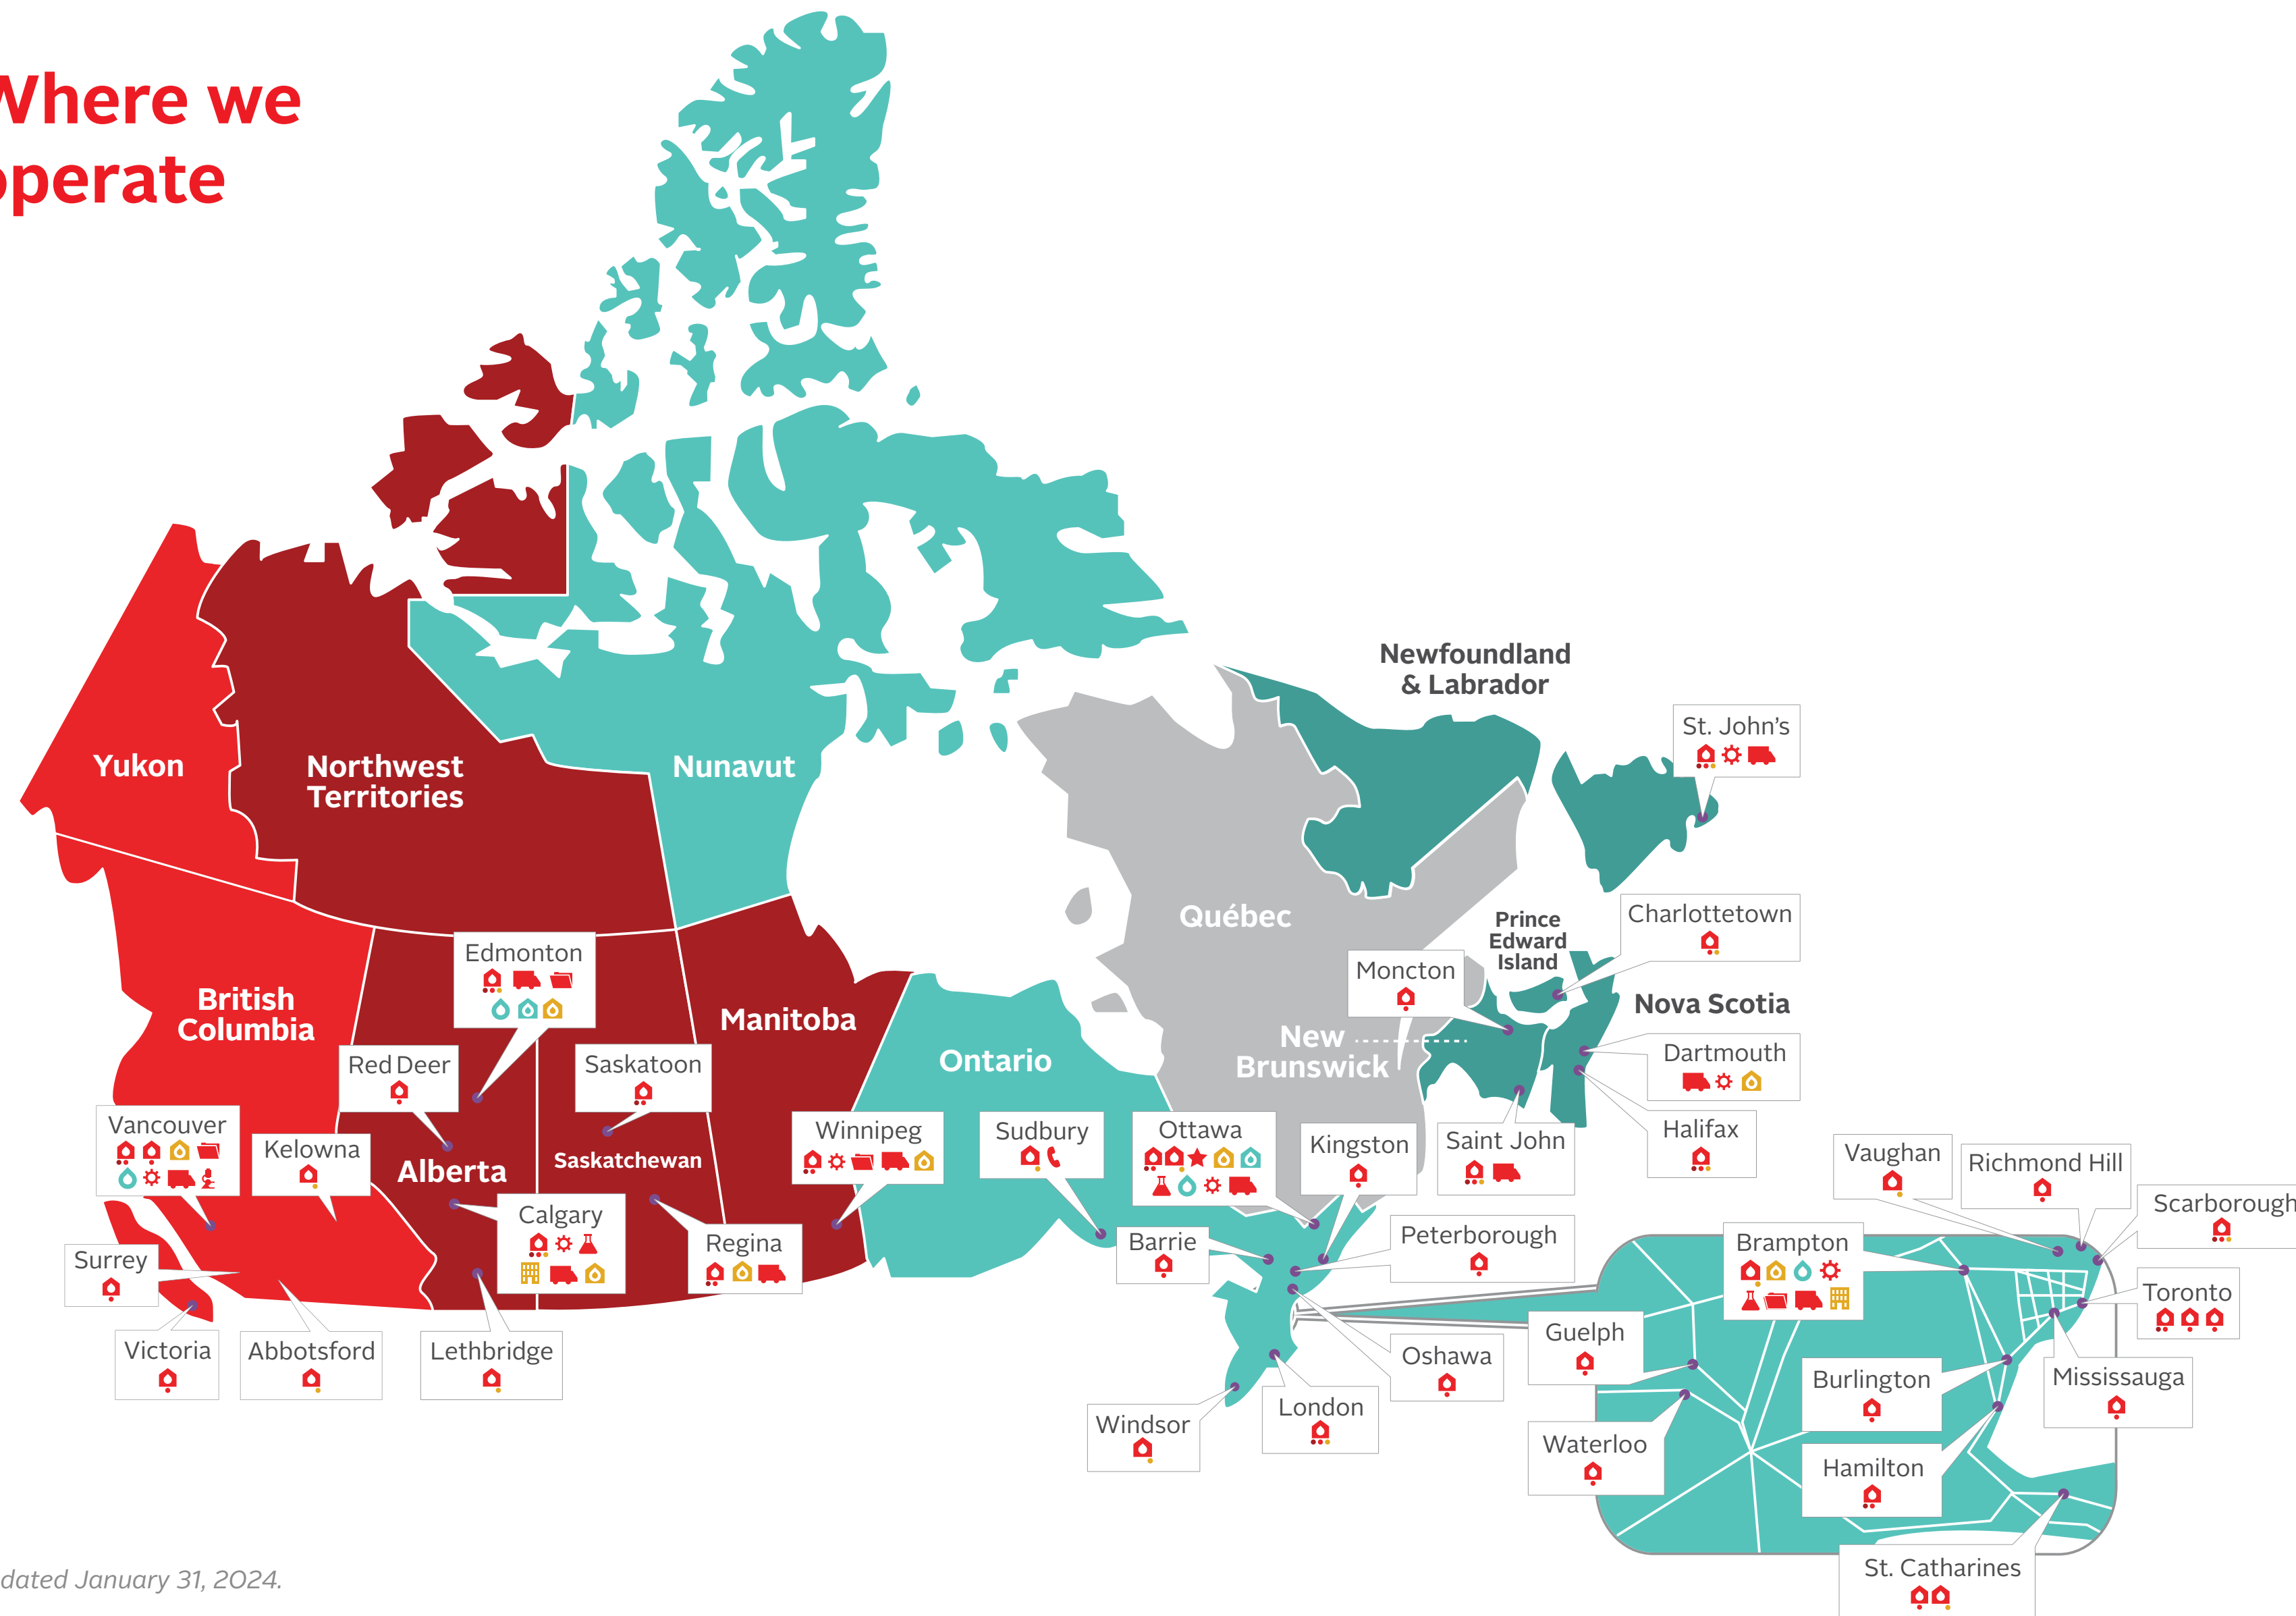 Where we
operate
Newfoundland
& Labrador
St. John's
Yukon
Northwest
Territories
Nunavut
Québec
Prince
Edward
Island
Charlottetown
Edmonton
Moncton
British
Columbia
Manitoba
Nova Scotia
New
Brunswick
Ontario
Dartmouth
Red Deer
Saskatoon
Vancouver
Kelowna
Alberta
Saskatchewan
Winnipeg
Sudbury
Ottawa
Kingston
Saint John
Halifax
Vaughan
Richmond Hill
Scarborough
Calgary
Regina
Barrie
Peterborough
Brampton
Surrey
Toronto
Victoria
Abbotsford
Lethbridge
Guelph
Oshawa
Burlington
Mississauga
Windsor
London
Waterloo
Hamilton
St. Catharines
dated January 31, 2024.